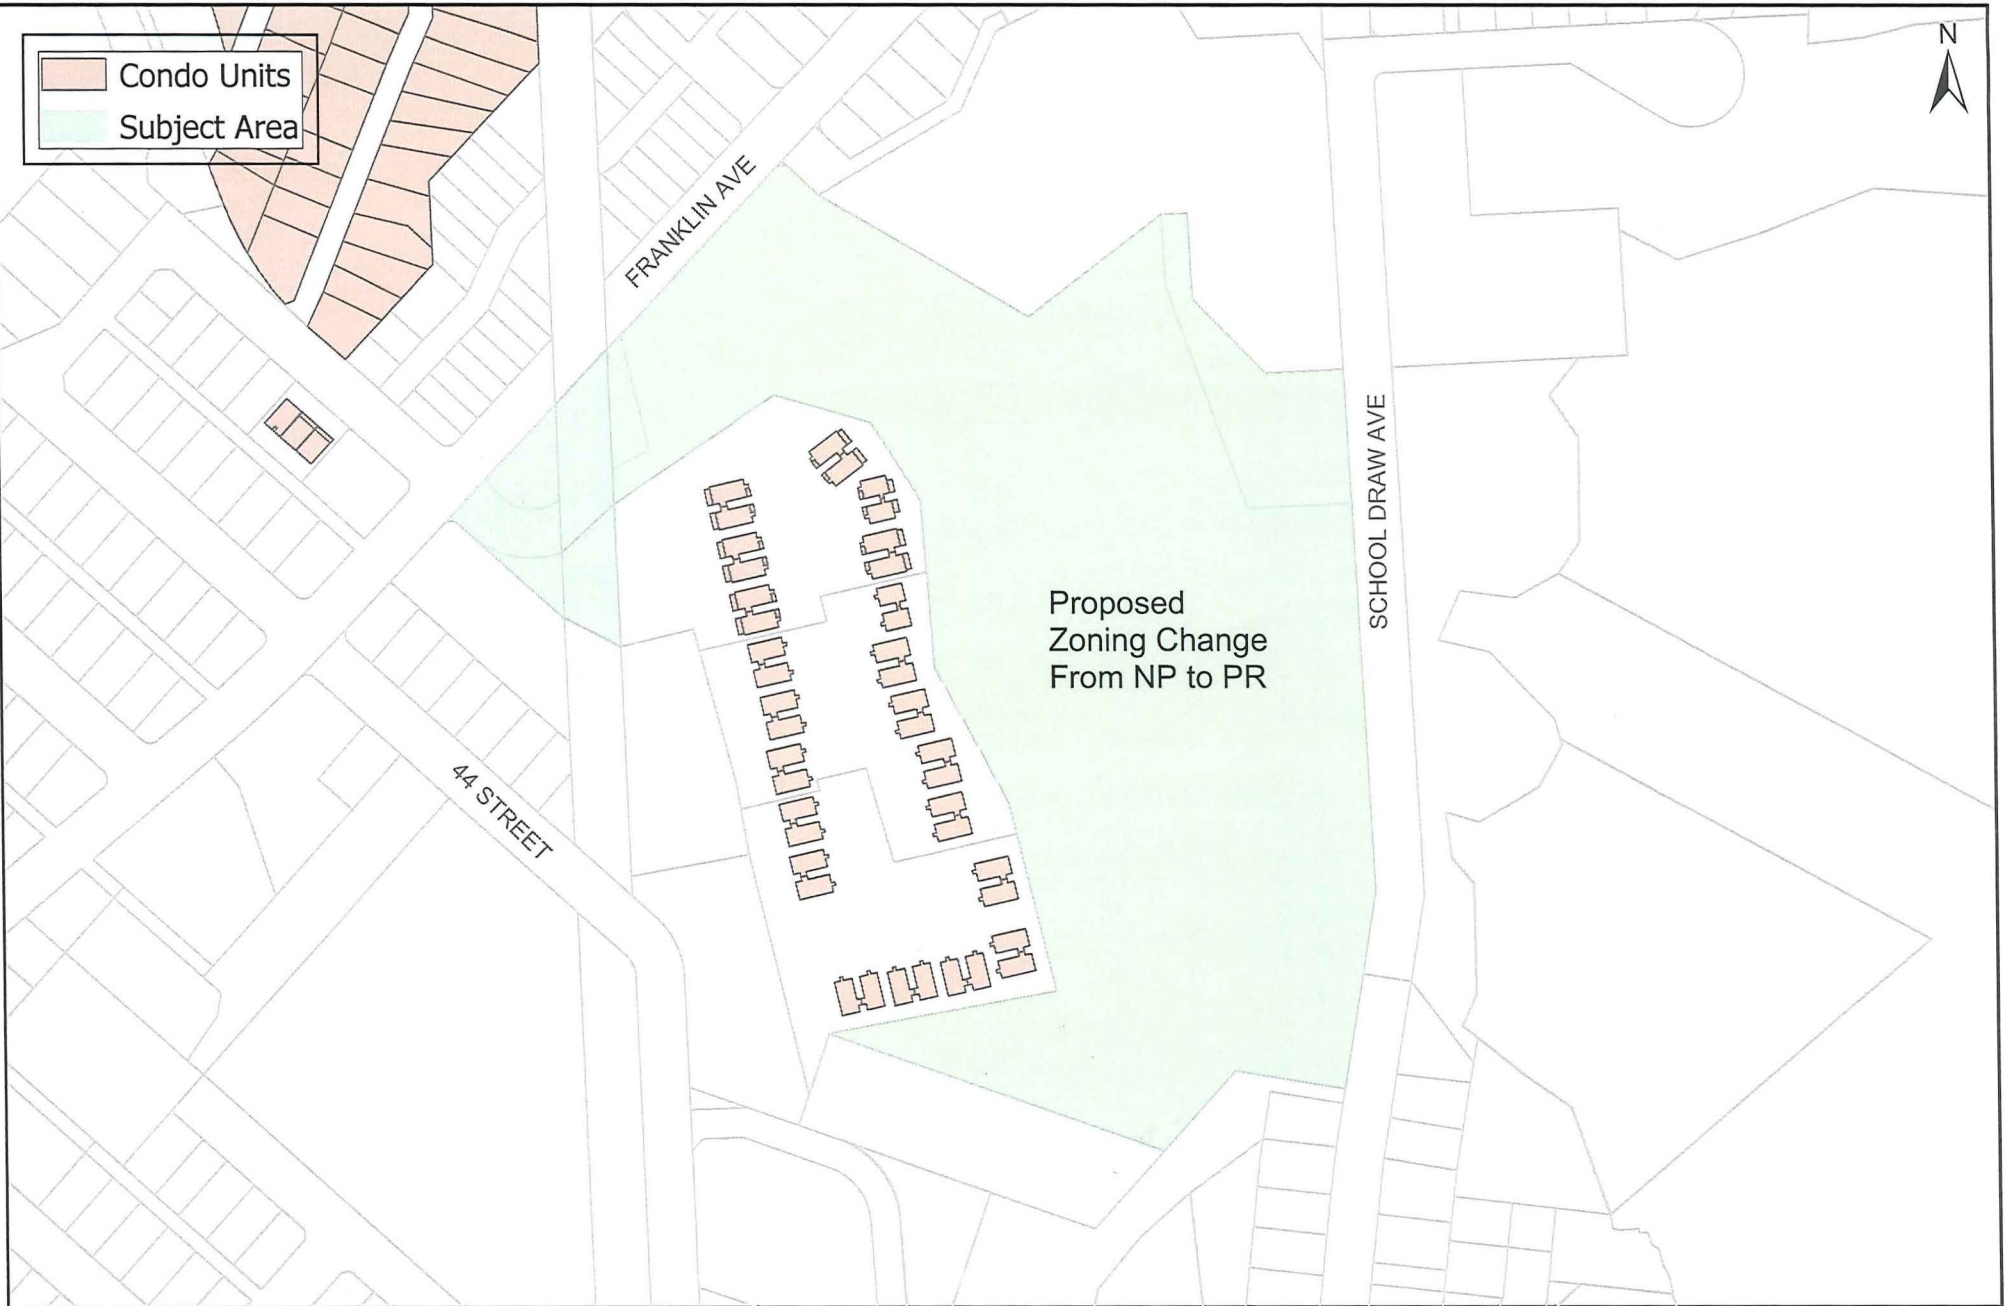 Condo Units
Subject Area
N
FRANKLIN AVE
SCHOOL DRAW AVE
Proposed
Zoning Change
From NP to PR
44 STREET